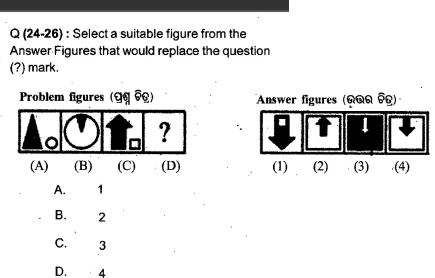 Q (24-26) : Select a suitable figure from the
Answer Figures that would replace the question
(?) mark.
Problem figures (ପ୍ରଶ୍ନ ଚିତ୍ର)
Answer figures (ଉତ୍ତର ଚିତ୍ର)
?
(A) (B) (C) (D)
(1) (2) (3) (4)
A. 1
B. 2
C. 3
D. 4